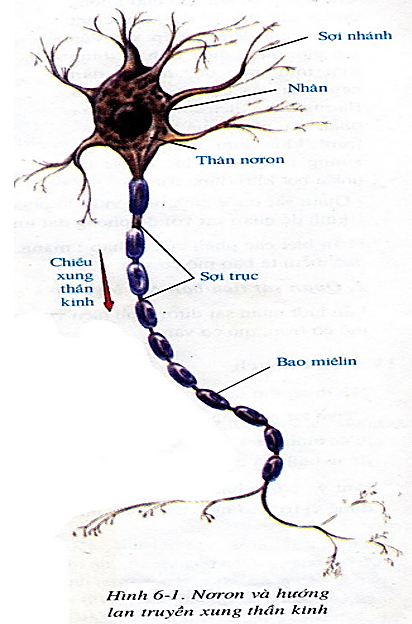 Sợi nhánh
Nhân
Thân nơron
Chiều
xung
thần
kinh
Sợi trục
Bao miêlin
Hình 6-1. Nơron và hướng
lan truyền xung thần kinh